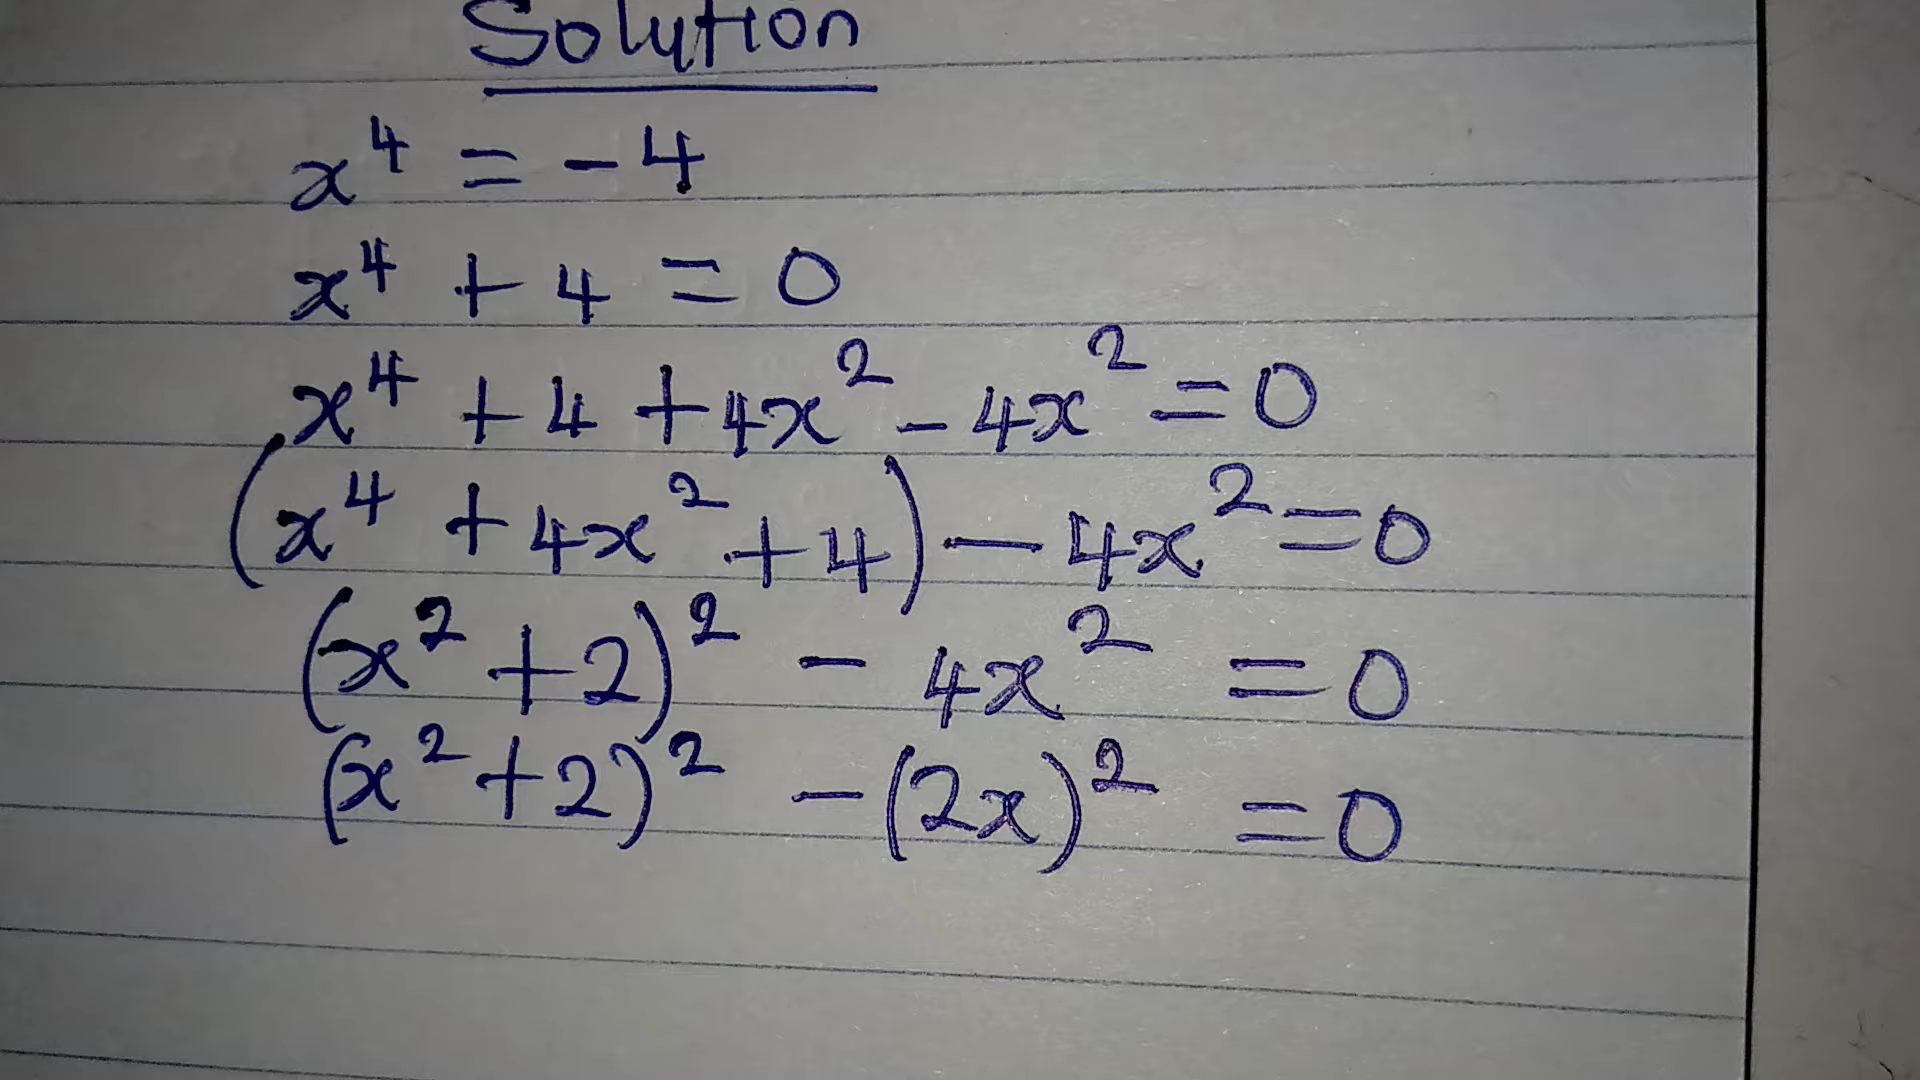 Solution
x⁴ = -4
x⁴ + 4 = 0
x⁴ + 4 + 4x² - 4x² = 0
(x⁴ + 4x² + 4) - 4x² = 0
(x² + 2)² - 4x² = 0
(x² + 2)² - (2x)² = 0